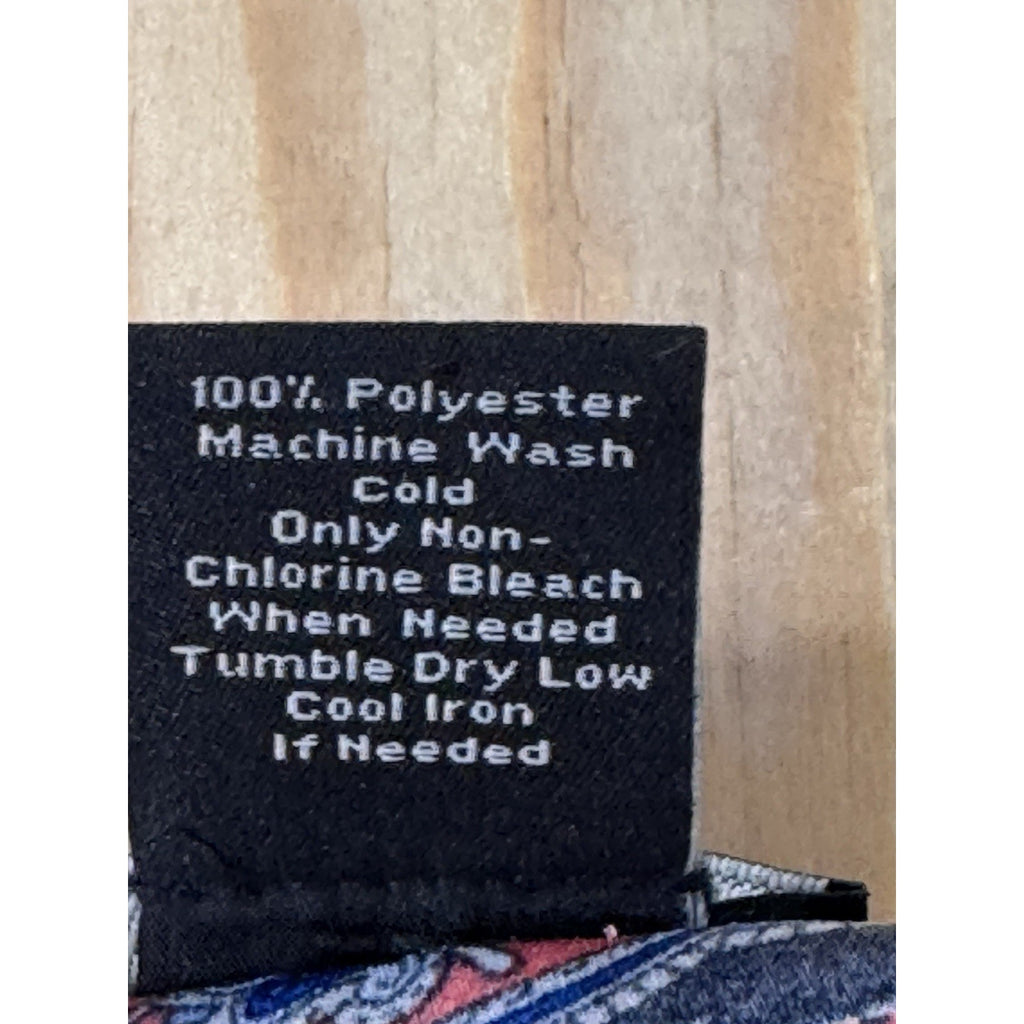 100% Polyester
Machine Wash
Cold
Only Non-
Chlorine Bleach
When Needed
Tumble Dry Low
Cool Iron
If Needed